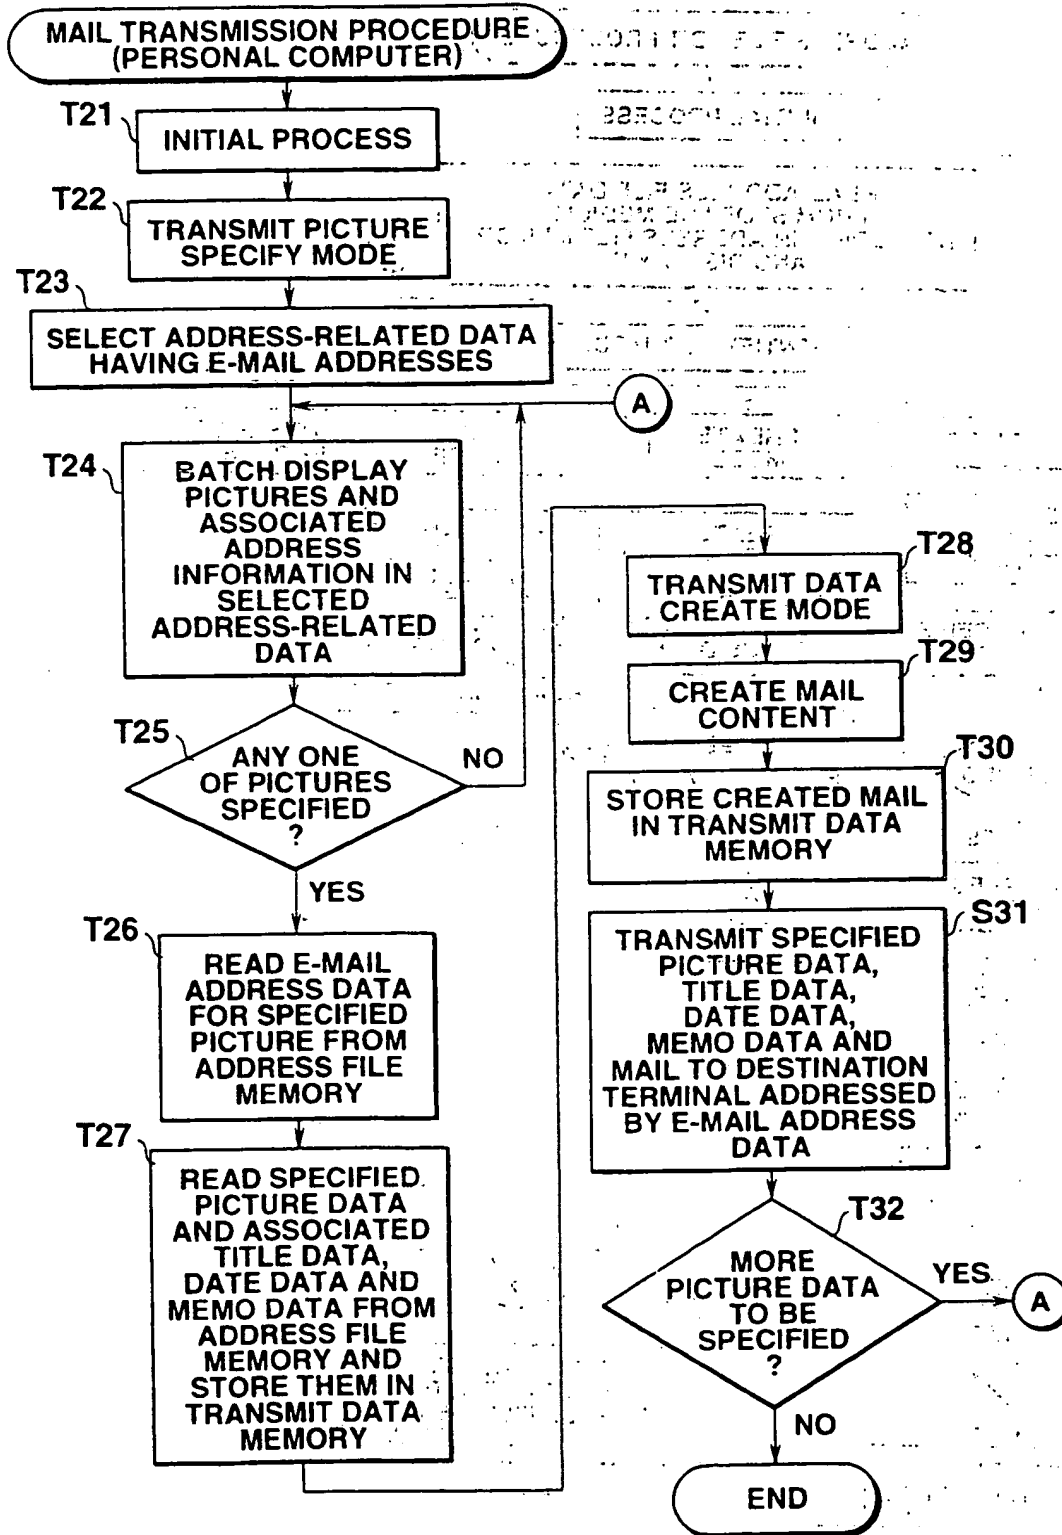 MAIL TRANSMISSION PROCEDURE
(PERSONAL COMPUTER)
T21
INITIAL PROCESS
T22
TRANSMIT PICTURE
SPECIFY MODE
T23
SELECT ADDRESS-RELATED DATA
HAVING E-MAIL ADDRESSES
A
T24
BATCH DISPLAY
PICTURES AND
ASSOCIATED
ADDRESS
INFORMATION IN
SELECTED
ADDRESS-RELATED
DATA
T25
ANY ONE
OF PICTURES
SPECIFIED
?
NO
YES
T26
READ E-MAIL
ADDRESS DATA
FOR SPECIFIED
PICTURE FROM
ADDRESS FILE
MEMORY
T27
READ SPECIFIED
PICTURE DATA
AND ASSOCIATED
TITLE DATA,
DATE DATA AND
MEMO DATA FROM
ADDRESS FILE
MEMORY AND
STORE THEM IN
TRANSMIT DATA
MEMORY
T28
TRANSMIT DATA
CREATE MODE
T29
CREATE MAIL
CONTENT
T30
STORE CREATED MAIL
IN TRANSMIT DATA
MEMORY
S31
TRANSMIT SPECIFIED
PICTURE DATA,
TITLE DATA,
DATE DATA,
MEMO DATA AND
MAIL TO DESTINATION
TERMINAL ADDRESSED
BY E-MAIL ADDRESS
DATA
T32
MORE
PICTURE DATA
TO BE
SPECIFIED
?
YES
A
NO
END